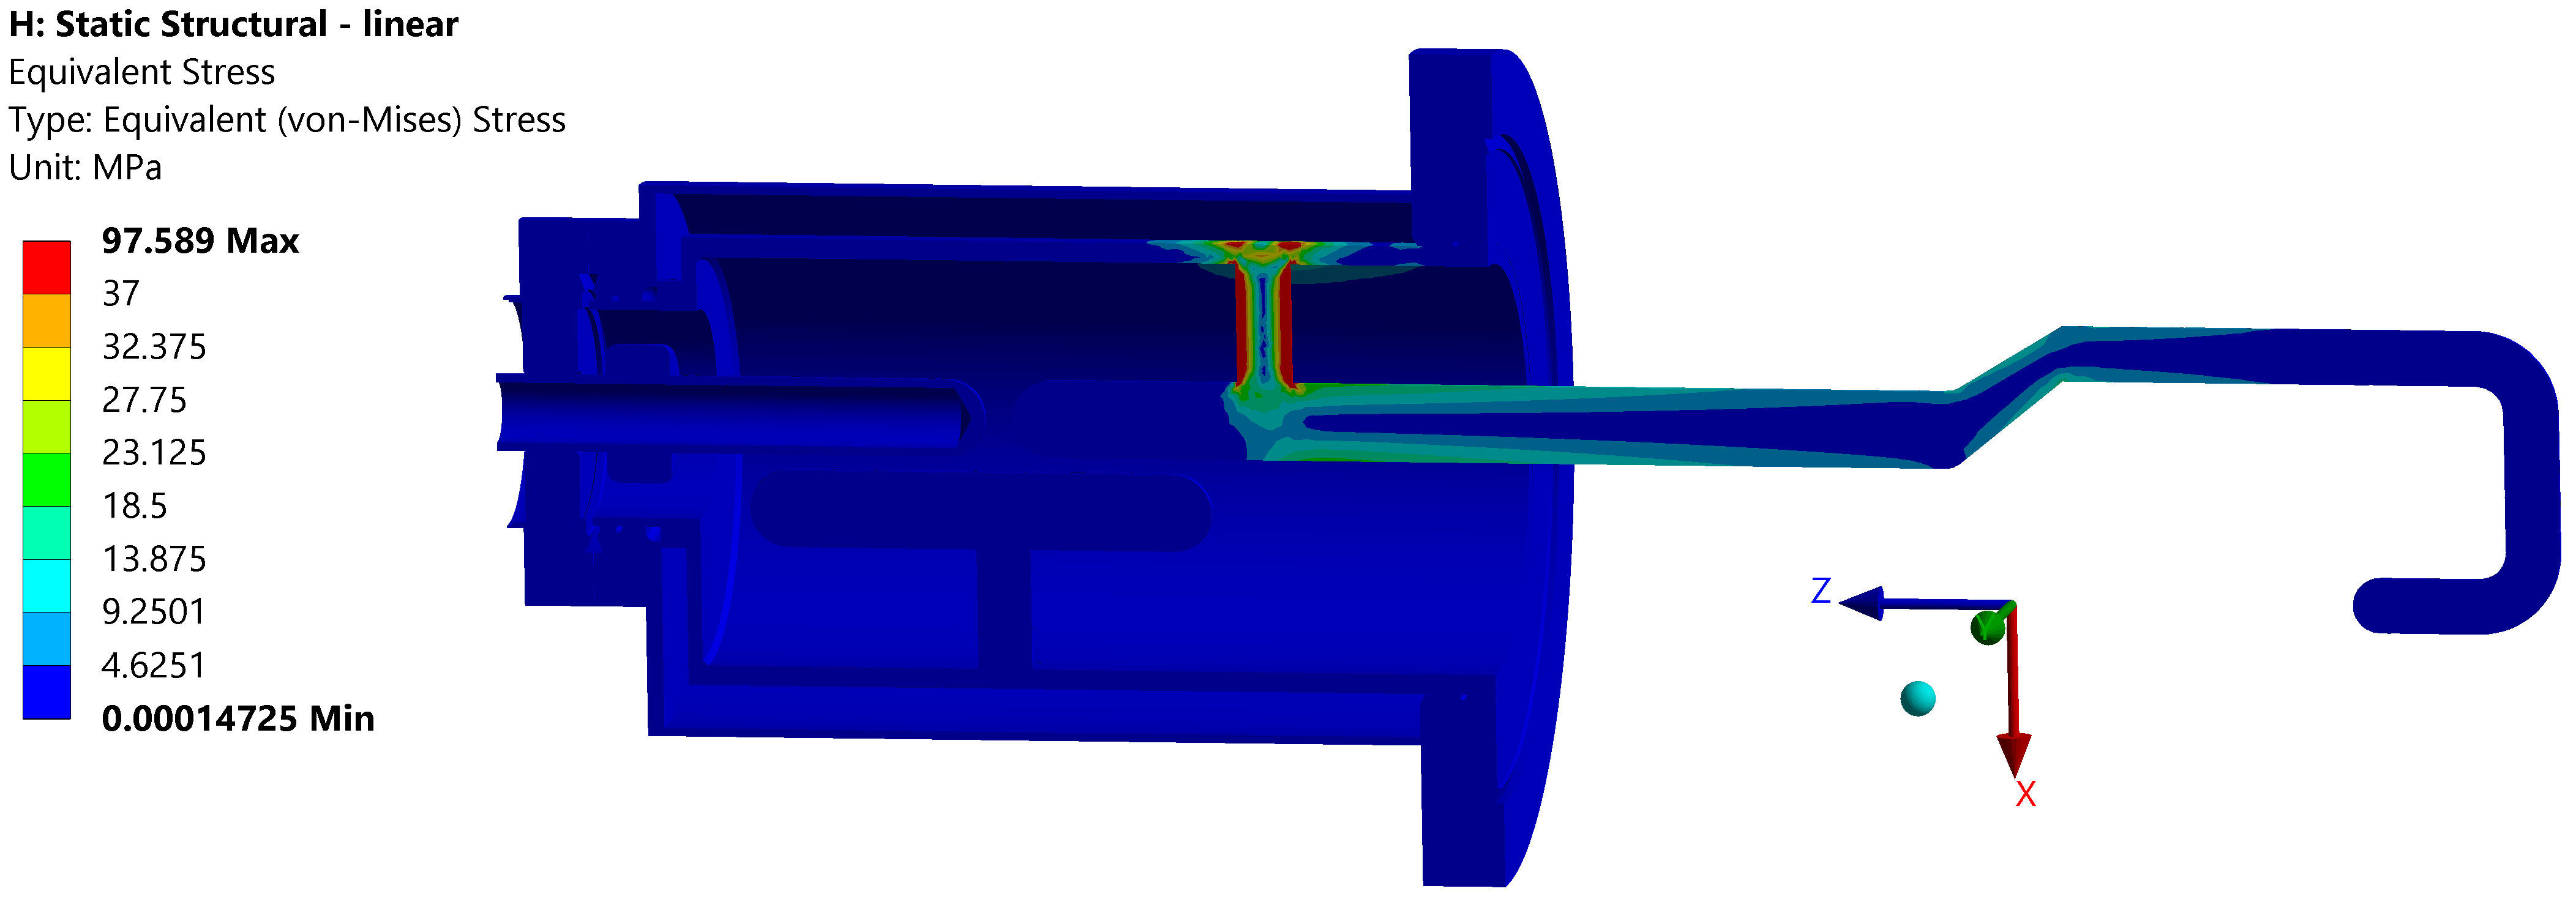 H: Static Structural - linear
Equivalent Stress
Type: Equivalent (von-Mises) Stress
Unit: MPa
97.589 Max
37
32.375
27.75
23.125
18.5
13.875
9.2501
4.6251
0.00014725 Min
Z
Y
X